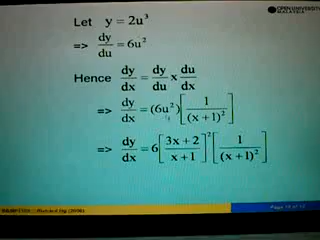 Let y = 2u³
=> dy/du = 6u²
Hence dy/dx = dy/du x du/dx
=> dy/dx = (6u²)[1/(x + 1)²]
=> dy/dx = 6[(3x + 2)/(x + 1)]²[1/(x + 1)²]
OPEN UNIVERSITY
MALAYSIA